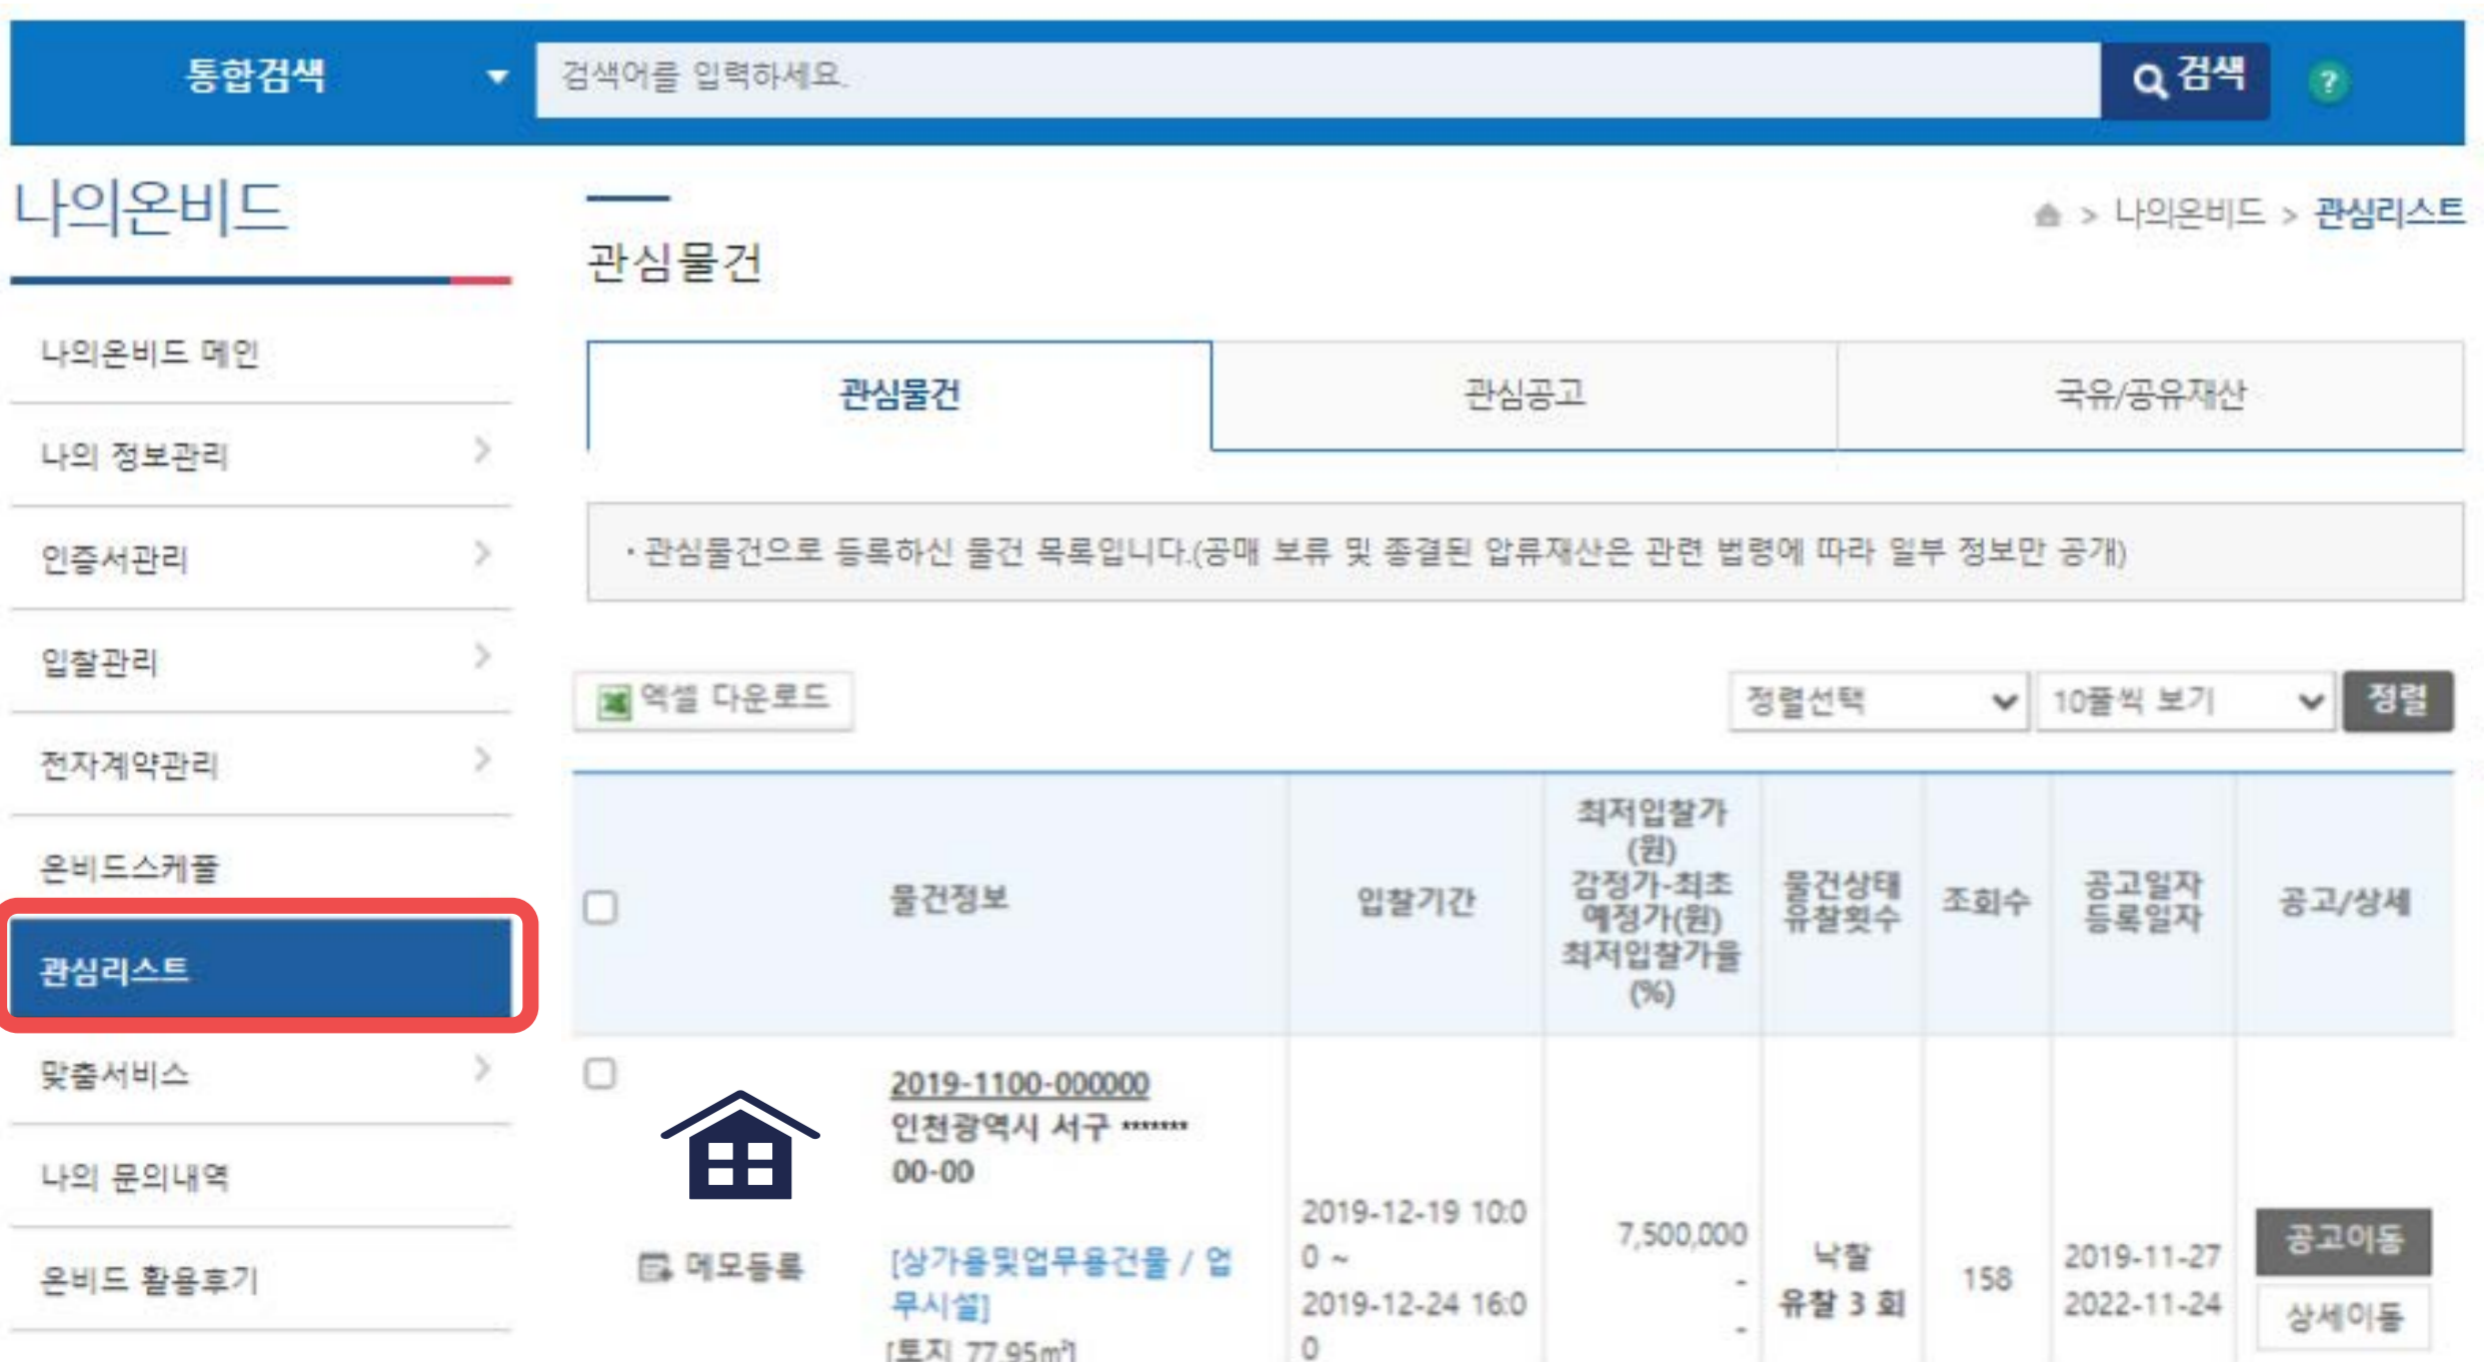 통합검색
검색어를 입력하세요.
검색
?
나의온비드
나의온비드 메인
나의 정보관리
인증서관리
입찰관리
전자계약관리
온비드스케쥴
관심리스트
맞춤서비스
나의 문의내역
온비드 활용후기
> 나의온비드 > 관심리스트
관심물건
관심물건
관심공고
국유/공유재산
• 관심물건으로 등록하신 물건 목록입니다.(공매 보류 및 종결된 압류재산은 관련 법령에 따라 일부 정보만 공개)
엑셀 다운로드
정렬선택
10줄씩 보기
정렬
물건정보
입찰기간
최저입찰가
(원)
감정가-최초
예정가(원)
최저입찰가율
(%)
물건상태
유찰횟수
조회수
공고일자
등록일자
공고/상세
메모등록
2019-1100-000000
인천광역시 서구 *******
00-00
[상가용및업무용건물 / 업
무시설]
[토지 77.95㎡]
2019-12-19 10:0
0 ~
2019-12-24 16:0
0
7,500,000
-
-
낙찰
유찰 3 회
158
2019-11-27
2022-11-24
공고이동
상세이동